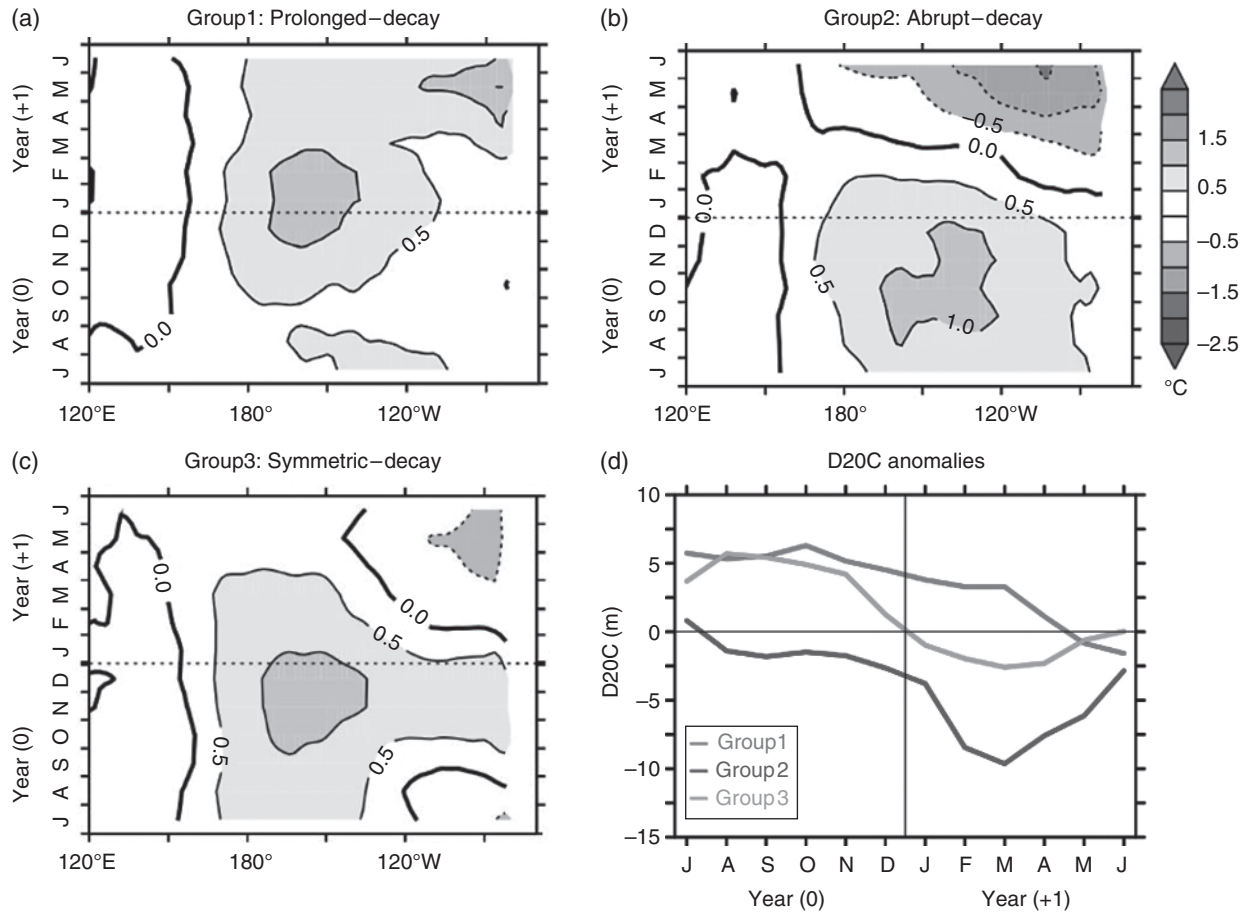 (a) Group1: Prolonged–decay
Year (+1)
Year (0)
J
M
A
M
F
J
D
N
O
S
A
J
0.0
0.5
120°E 180° 120°W
(b) Group2: Abrupt–decay
Year (+1)
Year (0)
J
M
A
M
F
J
D
N
O
S
A
J
–0.5
0.0
0.0
0.5
0.5
1.0
120°E 180° 120°W
1.5
0.5
–0.5
–1.5
–2.5
°C
(c) Group3: Symmetric–decay
Year (+1)
Year (0)
J
M
A
M
F
J
D
N
O
S
A
J
0.0
0.0
0.5
0.5
0.5
120°E 180° 120°W
(d) D20C anomalies
D20C (m)
10
5
0
–5
–10
–15
Group1
Group2
Group3
J A S O N D J F M A M J
Year (0) Year (+1)